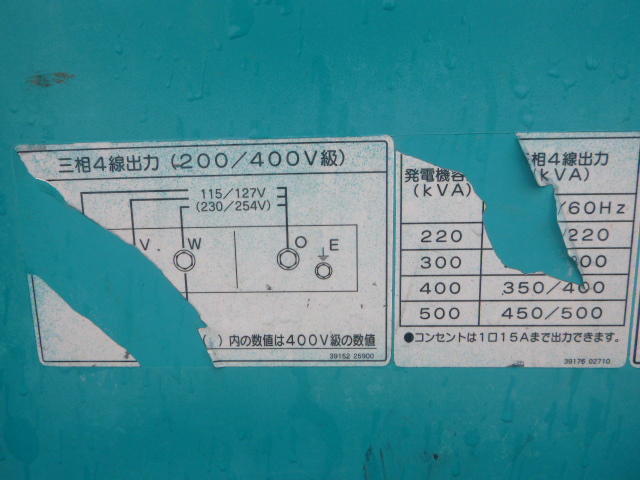 三相4線出力(200/400V級)
115/127V
(230/254V)
V W O E
( )内の数値は400V級の数値
39152 25900
発電機容 相4線出力
(kVA) (kVA)
/60Hz
220 /220
300 00
400 350/400
500 450/500
●コンセントは1口15Aまで出力できます。
39176 02710